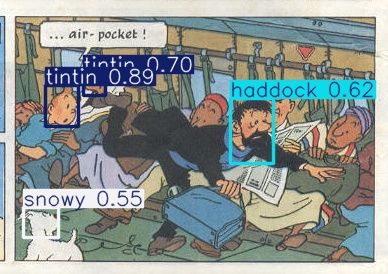 ... air-pocket !
tintin 0.70
tintin 0.89
haddock 0.62
snowy 0.55